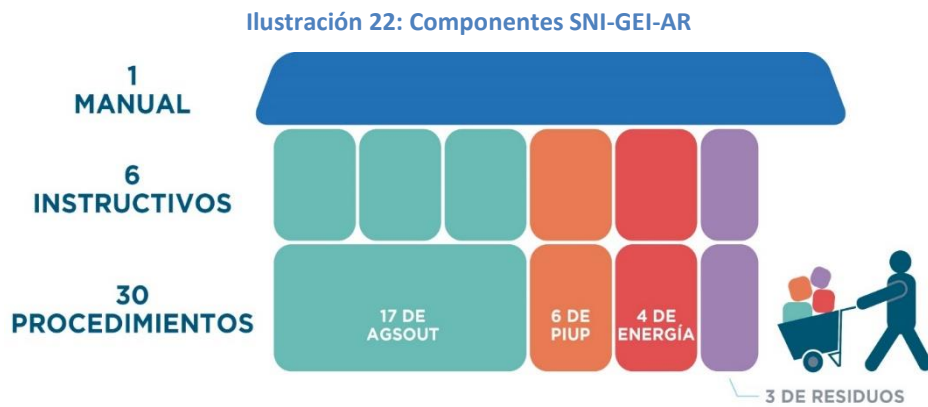 Ilustración 22: Componentes SNI-GEI-AR
1
MANUAL
6
INSTRUCTIVOS
30
PROCEDIMIENTOS
17 DE
AGSOUT
6 DE
PIUP
4 DE
ENERGÍA
3 DE RESIDUOS